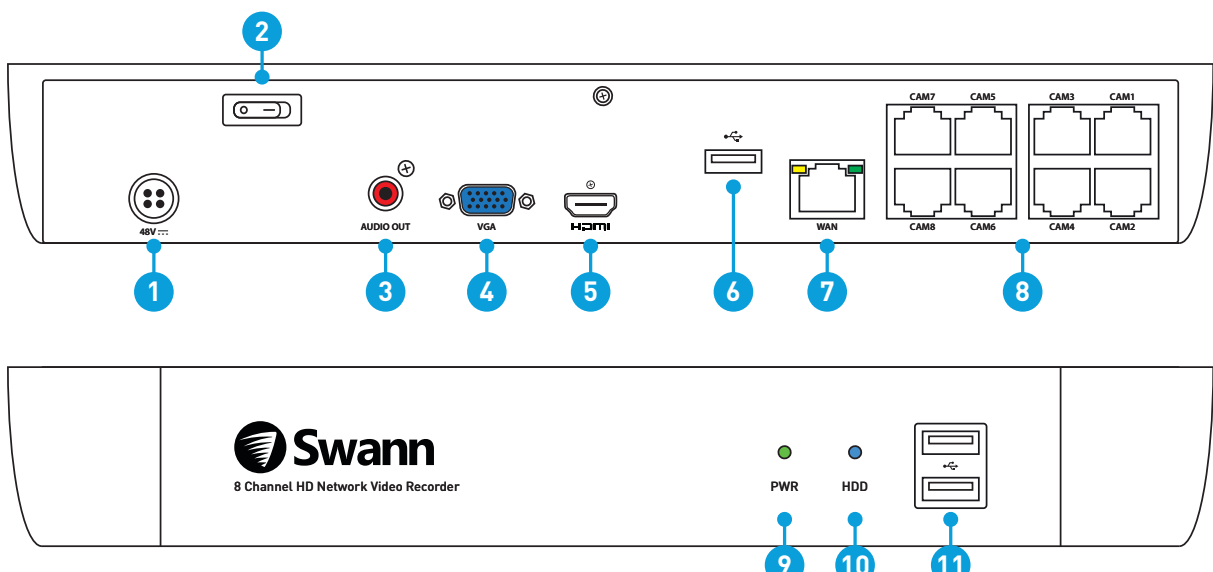 2
CAM7 CAM5 CAM3 CAM1
48V
AUDIO OUT VGA HDMI WAN CAM8 CAM6 CAM4 CAM2
1 3 4 5 6 7 8
Swann
8 Channel HD Network Video Recorder
PWR HDD
9 10 11